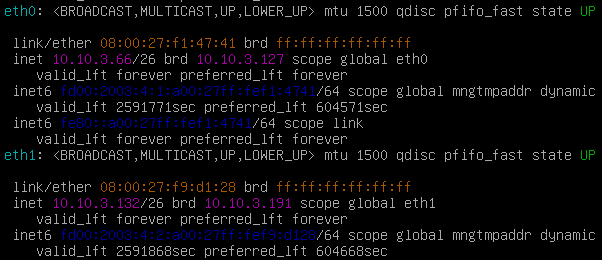 eth0: <BROADCAST,MULTICAST,UP,LOWER_UP> mtu 1500 qdisc pfifo_fast state UP
link/ether 08:00:27:f1:47:41 brd ff:ff:ff:ff:ff:ff
inet 10.10.3.66/26 brd 10.10.3.127 scope global eth0
valid_lft forever preferred_lft forever
inet6 fd00:2003:4:1:a00:27ff:fef1:4741/64 scope global mngtmpaddr dynamic
valid_lft 2591771sec preferred_lft 604571sec
inet6 fe80::a00:27ff:fef1:4741/64 scope link
valid_lft forever preferred_lft forever
eth1: <BROADCAST,MULTICAST,UP,LOWER_UP> mtu 1500 qdisc pfifo_fast state UP
link/ether 08:00:27:f9:d1:28 brd ff:ff:ff:ff:ff:ff
inet 10.10.3.132/26 brd 10.10.3.191 scope global eth1
valid_lft forever preferred_lft forever
inet6 fd00:2003:4:2:a00:27ff:fef9:d128/64 scope global mngtmpaddr dynamic
valid_lft 2591868sec preferred_lft 604668sec